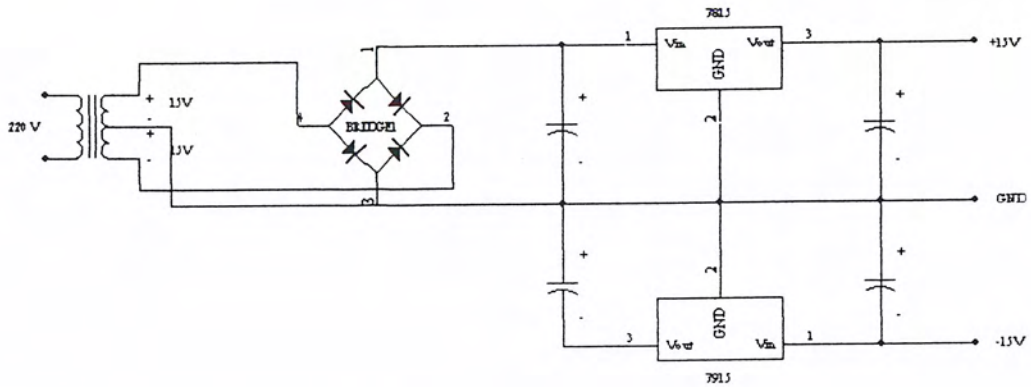 7815
1 Vin Vout 3
GND
2
+15V
1
+
15V
-
+
15V
-
220 V
4
BRIDGE1
2
3
+
-
+
-
GND
2
+
-
+
-
GND
3 Vout Vin 1
-15V
7915